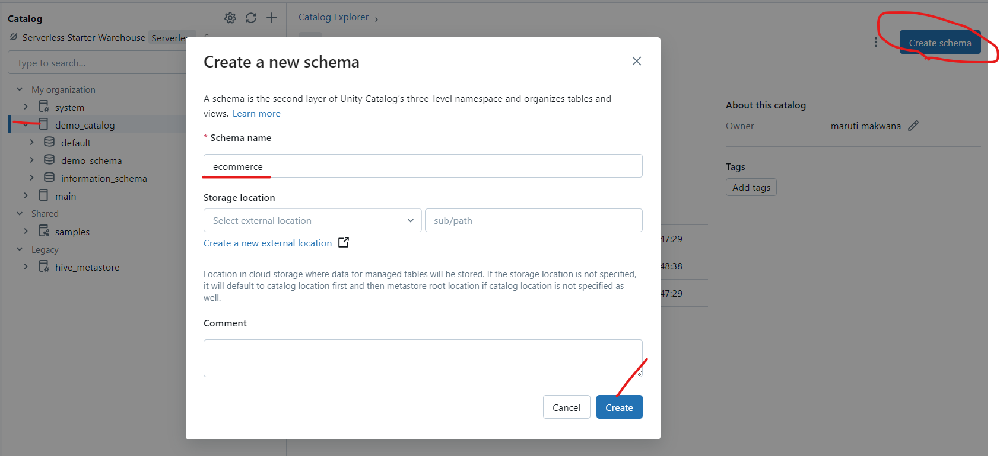 Catalog
Serverless Starter Warehouse Serverless S
Type to search...
My organization
system
demo_catalog
default
demo_schema
information_schema
main
Shared
samples
Legacy
hive_metastore
Catalog Explorer
Create schema
Create a new schema
A schema is the second layer of Unity Catalog's three-level namespace and organizes tables and
views. Learn more
* Schema name
ecommerce
Storage location
Select external location sub/path
Create a new external location
Location in cloud storage where data for managed tables will be stored. If the storage location is not specified,
it will default to catalog location first and then metastore root location if catalog location is not specified as
well.
Comment
Cancel Create
About this catalog
Owner maruti makwana
Tags
Add tags
47:29
48:38
47:29